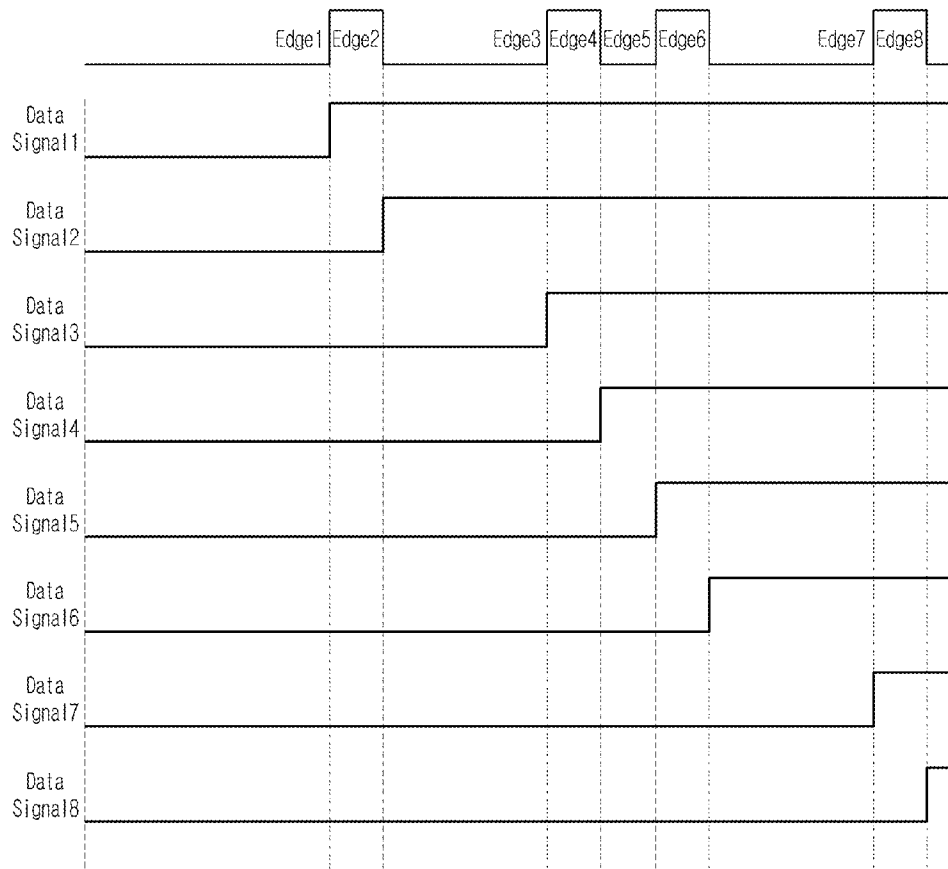 Edge1 Edge2 Edge3 Edge4 Edge5 Edge6 Edge7 Edge8
Data
Signal1
Data
Signal2
Data
Signal3
Data
Signal4
Data
Signal5
Data
Signal6
Data
Signal7
Data
Signal8